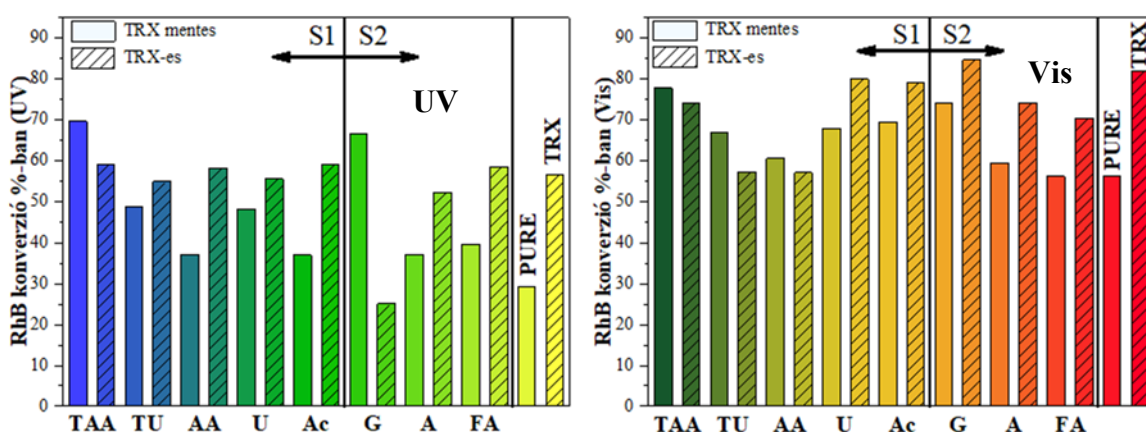 RhB konverzió %-ban (UV)
90
80
70
60
50
40
30
20
10
0
TRX mentes
TRX-es
S1
S2
UV
PURE
TRX
TAA TU AA U Ac G A FA
RhB konverzió %-ban (Vis)
90
80
70
60
50
40
30
20
10
0
TRX mentes
TRX-es
S1
S2
Vis
PURE
TRX
TAA TU AA U Ac G A FA